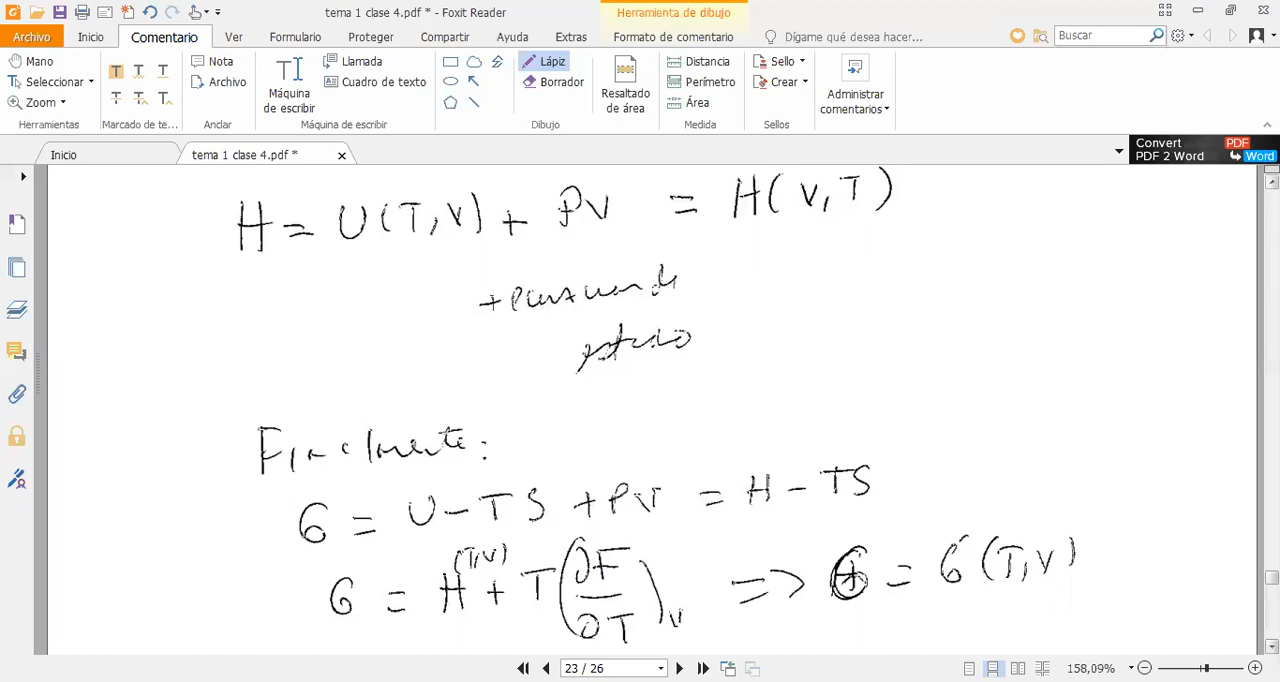 tema 1 clase 4.pdf * - Foxit Reader
Herramienta de dibujo
Archivo Inicio Comentario Ver Formulario Proteger Compartir Ayuda Extras Formato de comentario Dígame qué desea hacer... Buscar
Mano
Seleccionar
Zoom
Herramientas
T T T
T T T
Marcado de te...
Nota
Archivo
Anclar
Máquina de escribir
Llamada
Cuadro de texto
Máquina de escribir
Lápiz
Borrador
Dibujo
Resaltado de área
Distancia
Perímetro
Área
Medida
Sello
Crear
Sellos
Administrar comentarios
Inicio
tema 1 clase 4.pdf *
Convert PDF
PDF 2 Word Word
H = U(T,V) + PV = H(V,T)
Finalmente:
G = U - TS + PV = H - TS
G = H(T,V) + T(∂F/∂T)V => G = G(T,V)
23 / 26
158,09%